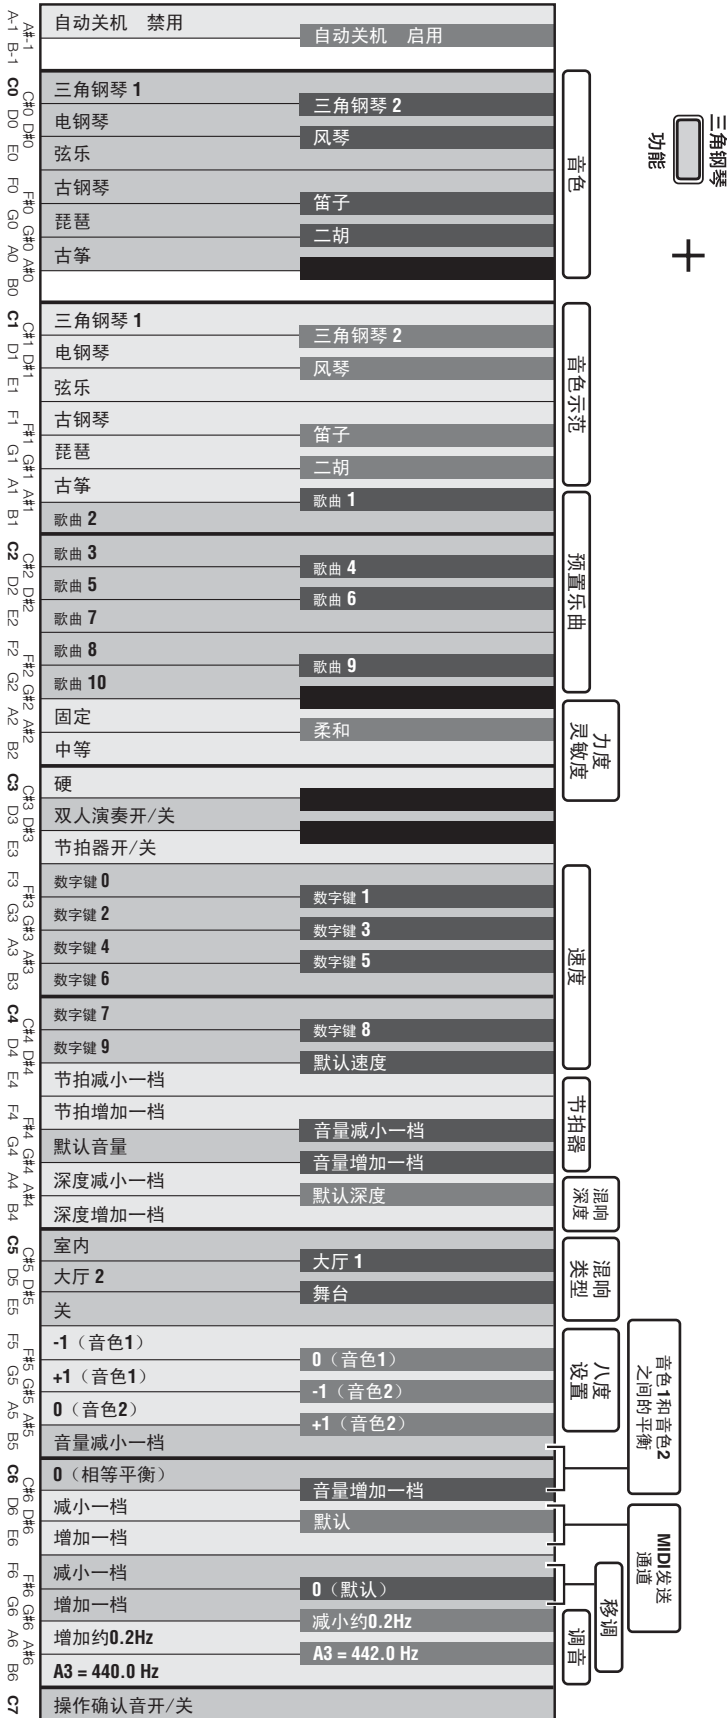 A-1 A#-1 B-1
自动关机 禁用
自动关机 启用
C0 C#0 D0 D#0 E0 F0 F#0 G0 G#0 A0 A#0 B0
三角钢琴 1
三角钢琴 2
电钢琴
风琴
弦乐
古钢琴
笛子
琵琶
二胡
古筝
音色
三角钢琴
功能
+
C1 C#1 D1 D#1 E1 F1 F#1 G1 G#1 A1 A#1 B1
三角钢琴 1
三角钢琴 2
电钢琴
风琴
弦乐
古钢琴
笛子
琵琶
二胡
古筝
音色示范
歌曲 1
歌曲 2
C2 C#2 D2 D#2 E2 F2 F#2 G2 G#2 A2 A#2 B2
歌曲 3
歌曲 4
歌曲 5
歌曲 6
歌曲 7
歌曲 8
歌曲 9
歌曲 10
预置乐曲
固定
柔和
中等
C3 C#3 D3 D#3 E3 F3 F#3 G3 G#3 A3 A#3 B3
硬
力度
灵敏度
双人演奏开/关
节拍器开/关
数字键 0
数字键 1
数字键 2
数字键 3
数字键 4
数字键 5
数字键 6
C4 C#4 D4 D#4 E4 F4 F#4 G4 G#4 A4 A#4 B4
数字键 7
数字键 8
数字键 9
默认速度
速度
节拍减小一档
节拍增加一档
音量减小一档
默认音量
音量增加一档
节拍器
深度减小一档
默认深度
深度增加一档
混响
深度
C5 C#5 D5 D#5 E5 F5 F#5 G5 G#5 A5 A#5 B5
室内
大厅 1
大厅 2
舞台
关
混响
类型
-1（音色1）
0（音色1）
+1（音色1）
-1（音色2）
0（音色2）
+1（音色2）
八度
设置
音量减小一档
C6 C#6 D6 D#6 E6 F6 F#6 G6 G#6 A6 A#6 B6
0（相等平衡）
音量增加一档
音色1和音色2
之间的平衡
减小一档
默认
增加一档
MIDI发送
通道
减小一档
0（默认）
增加一档
移调
减小约0.2Hz
增加约0.2Hz
A3 = 442.0 Hz
A3 = 440.0 Hz
调音
C7
操作确认音开/关